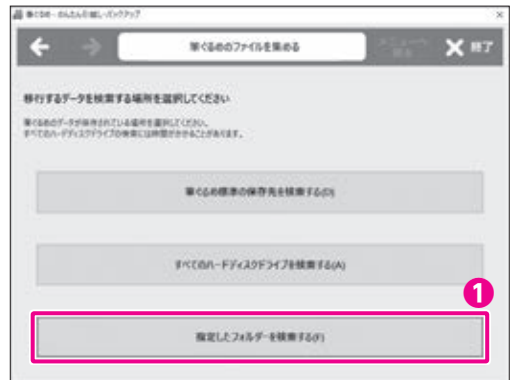 筆ぐるめ - かんたん引越し・バックアップ
筆ぐるめのファイルを集める
終了
移行するデータを検索する場所を選択してください
筆ぐるめのデータが保存されている場所を選択してください。
すべてのハードディスクドライブの検索には時間がかかることがあります。
筆ぐるめ標準の保存先を検索する(D)
すべてのハードディスクドライブを検索する(A)
1
指定したフォルダーを検索する(F)